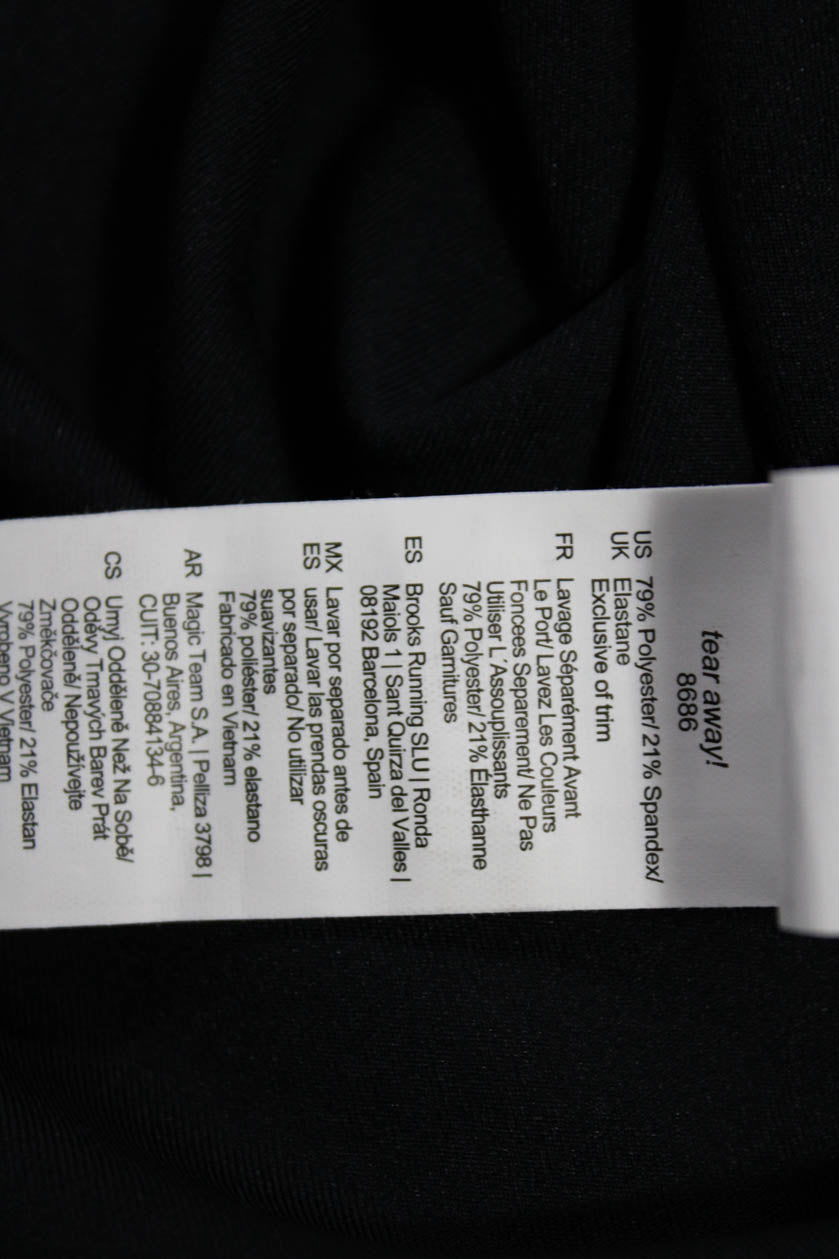 tear away!
8686
US 79% Polyester/ 21% Spandex/
UK Elastane
Exclusive of trim
FR Lavage Séparément Avant
Le Port/ Lavez Les Couleurs
Foncees Separement/ Ne Pas
Utiliser L´Assouplissants
79% Polyester/ 21% Élasthanne
Sauf Garnitures
ES Brooks Running SLU | Ronda
Maiols 1 | Sant Quirza del Valles |
08192 Barcelona, Spain
MX Lavar por separado antes de
ES usar/ Lavar las prendas oscuras
por separado/ No utilizar
suavizantes
79% poliéster/ 21% elastano
Fabricado en Vietnam
AR Magic Team S.A. | Pelliza 3798 |
Buenos Aires, Argentina,
CUIT: 30-70884134-6
CS Umyj Odděleně Než Na Sobě/
Oděvy Tmavých Barev Prát
Odděleně/ Nepoužívejte
Změkčovače
79% Polyester/ 21% Elastan
Vyrobeno V Vietnam